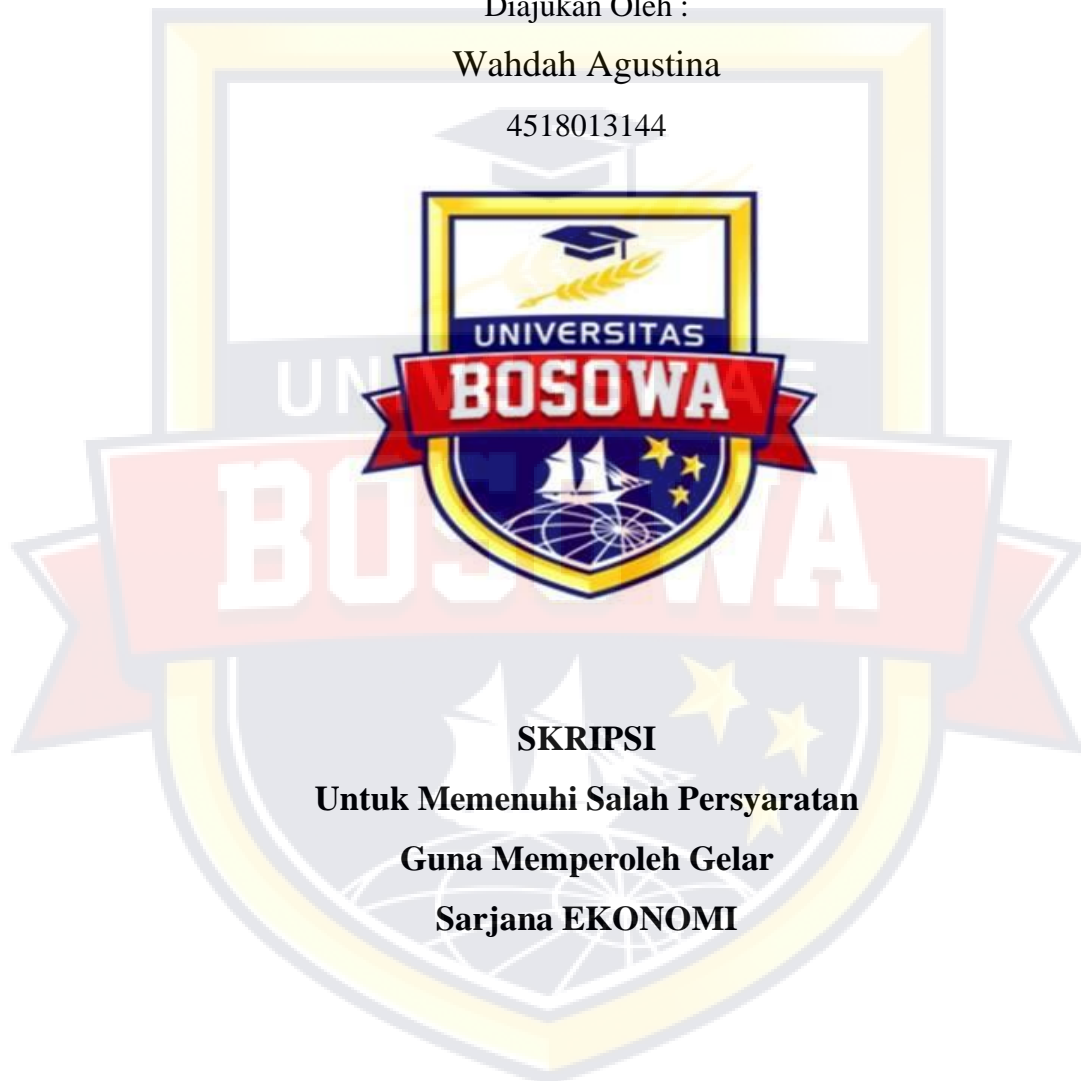 Diajukan Oleh :
Wahdah Agustina
4518013144
UNIVERSITAS
BOSOWA
SKRIPSI
Untuk Memenuhi Salah Persyaratan
Guna Memperoleh Gelar
Sarjana EKONOMI